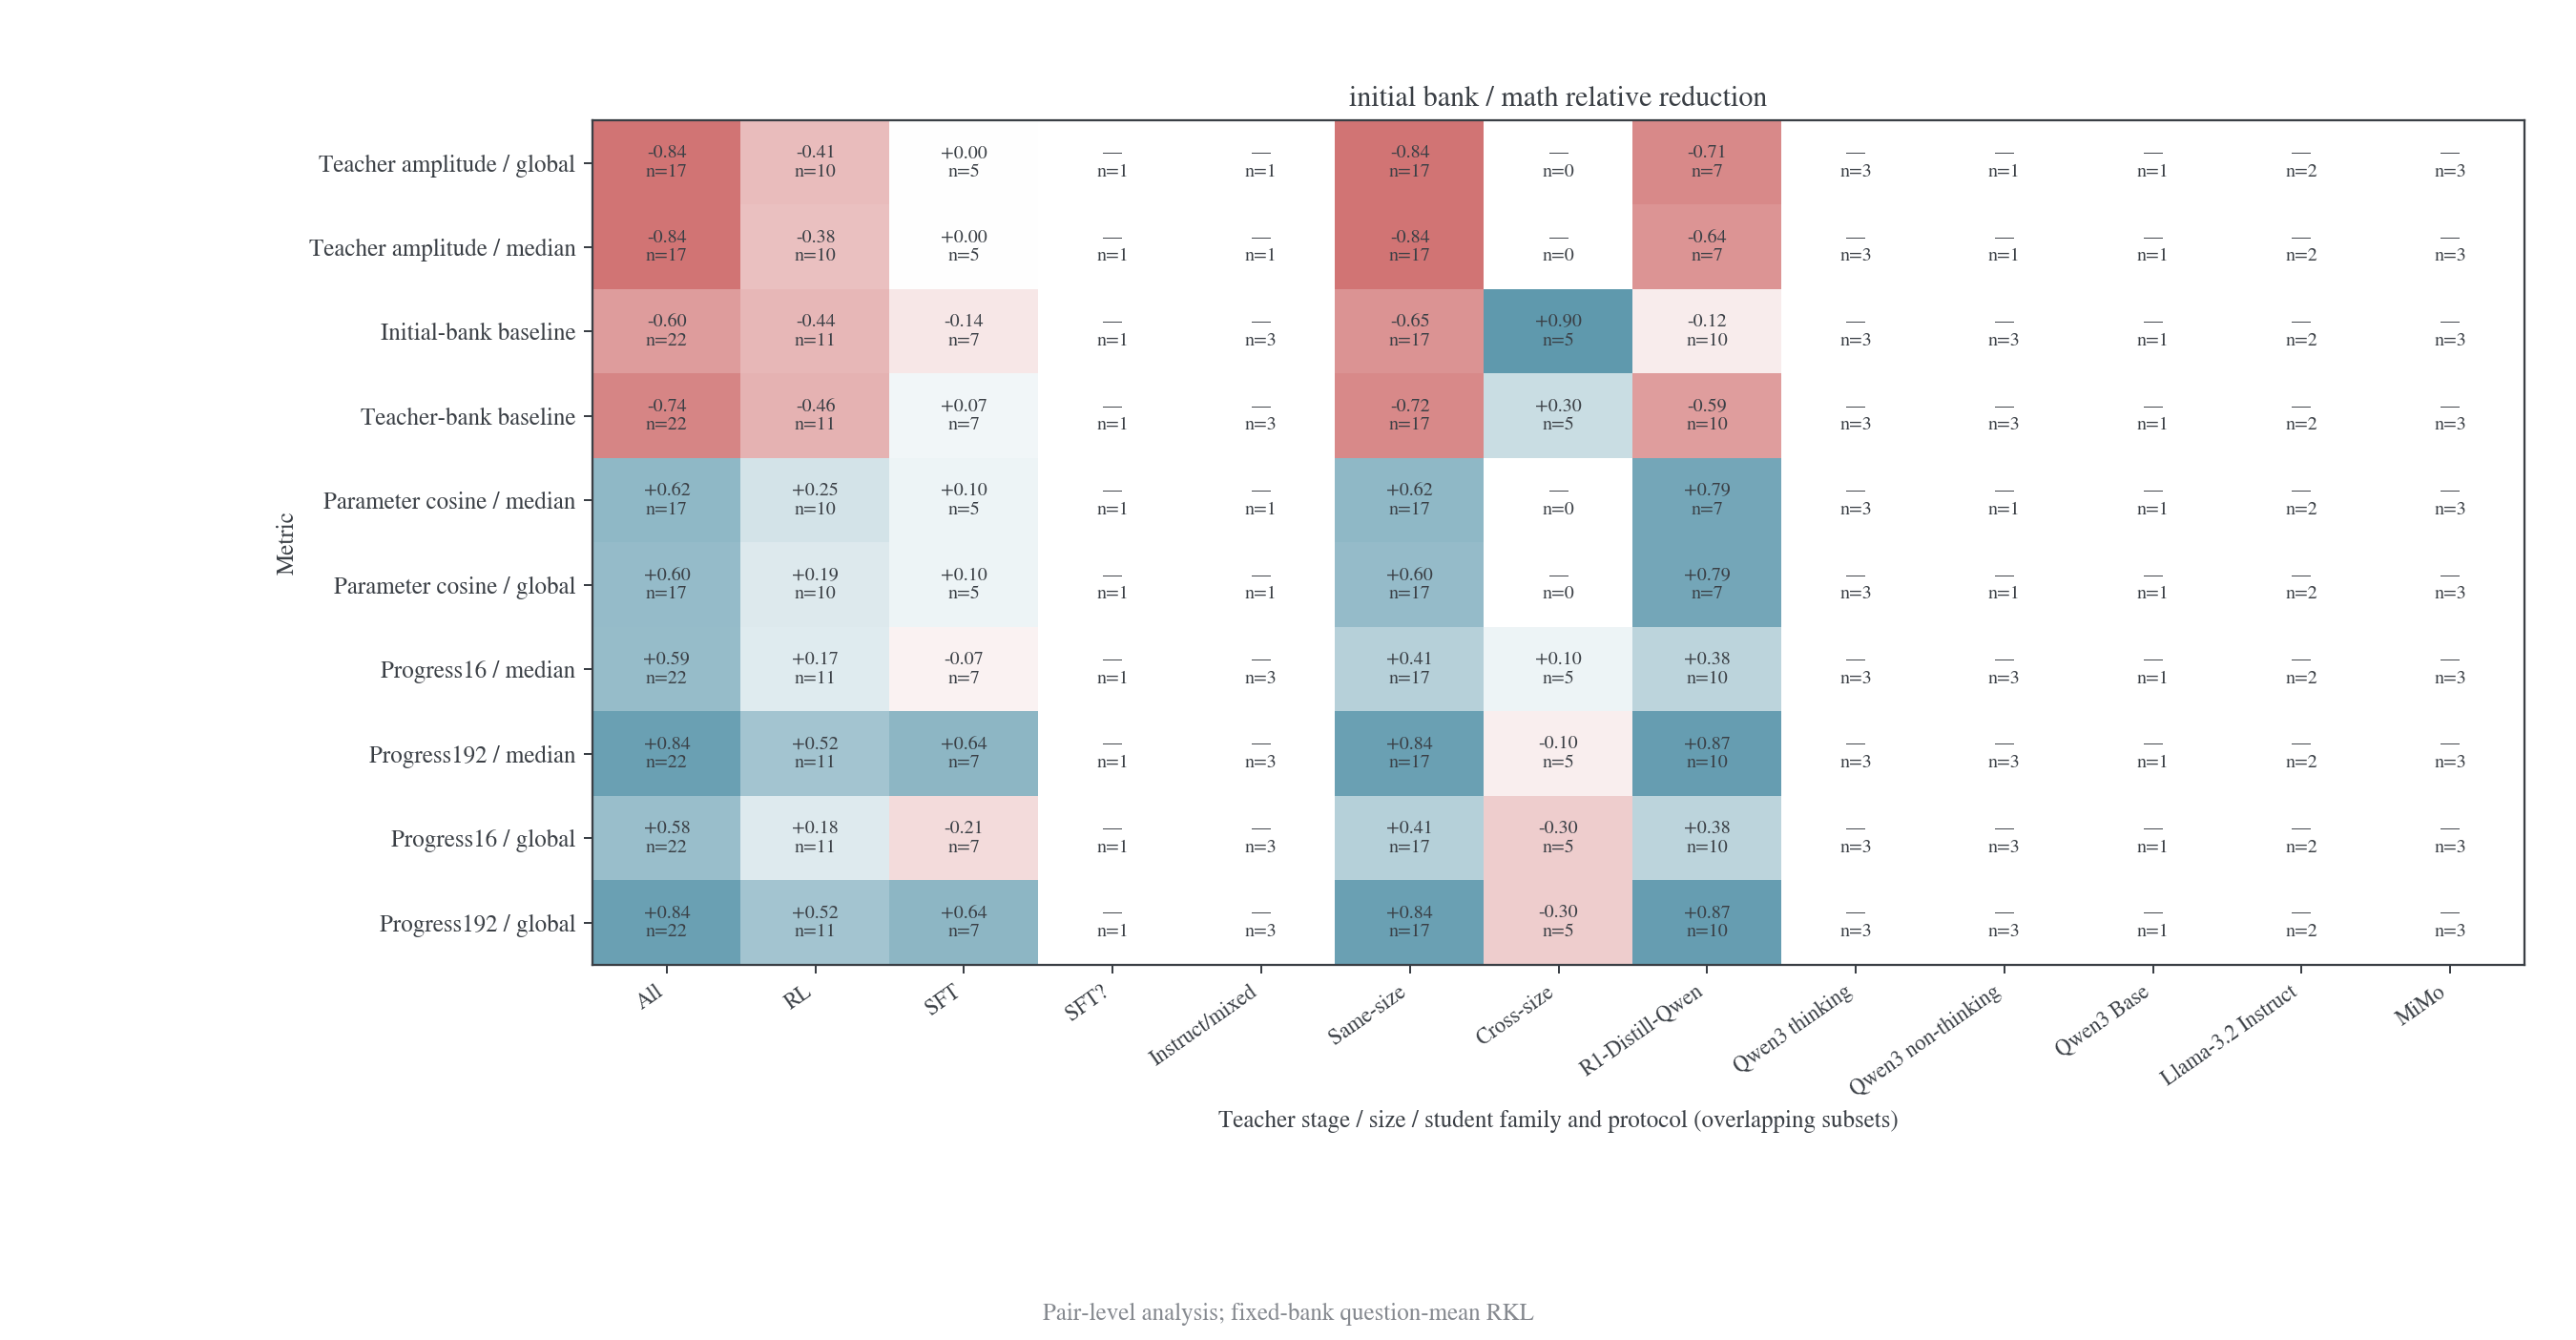 initial bank / math relative reduction
Metric
Teacher amplitude / global
-0.84 -0.41 +0.00 — — -0.84 — -0.71 — — — — —
n=17 n=10 n=5 n=1 n=1 n=17 n=0 n=7 n=3 n=1 n=1 n=2 n=3
Teacher amplitude / median
-0.84 -0.38 +0.00 — — -0.84 — -0.64 — — — — —
n=17 n=10 n=5 n=1 n=1 n=17 n=0 n=7 n=3 n=1 n=1 n=2 n=3
Initial-bank baseline
-0.60 -0.44 -0.14 — — -0.65 +0.90 -0.12 — — — — —
n=22 n=11 n=7 n=1 n=3 n=17 n=5 n=10 n=3 n=3 n=1 n=2 n=3
Teacher-bank baseline
-0.74 -0.46 +0.07 — — -0.72 +0.30 -0.59 — — — — —
n=22 n=11 n=7 n=1 n=3 n=17 n=5 n=10 n=3 n=3 n=1 n=2 n=3
Parameter cosine / median
+0.62 +0.25 +0.10 — — +0.62 — +0.79 — — — — —
n=17 n=10 n=5 n=1 n=1 n=17 n=0 n=7 n=3 n=1 n=1 n=2 n=3
Parameter cosine / global
+0.60 +0.19 +0.10 — — +0.60 — +0.79 — — — — —
n=17 n=10 n=5 n=1 n=1 n=17 n=0 n=7 n=3 n=1 n=1 n=2 n=3
Progress16 / median
+0.59 +0.17 -0.07 — — +0.41 +0.10 +0.38 — — — — —
n=22 n=11 n=7 n=1 n=3 n=17 n=5 n=10 n=3 n=3 n=1 n=2 n=3
Progress192 / median
+0.84 +0.52 +0.64 — — +0.84 -0.10 +0.87 — — — — —
n=22 n=11 n=7 n=1 n=3 n=17 n=5 n=10 n=3 n=3 n=1 n=2 n=3
Progress16 / global
+0.58 +0.18 -0.21 — — +0.41 -0.30 +0.38 — — — — —
n=22 n=11 n=7 n=1 n=3 n=17 n=5 n=10 n=3 n=3 n=1 n=2 n=3
Progress192 / global
+0.84 +0.52 +0.64 — — +0.84 -0.30 +0.87 — — — — —
n=22 n=11 n=7 n=1 n=3 n=17 n=5 n=10 n=3 n=3 n=1 n=2 n=3
All
RL
SFT
SFT?
Instruct/mixed
Same-size
Cross-size
R1-Distill-Qwen
Qwen3 thinking
Qwen3 non-thinking
Qwen3 Base
Llama-3.2 Instruct
MiMo
Teacher stage / size / student family and protocol (overlapping subsets)
Pair-level analysis; fixed-bank question-mean RKL